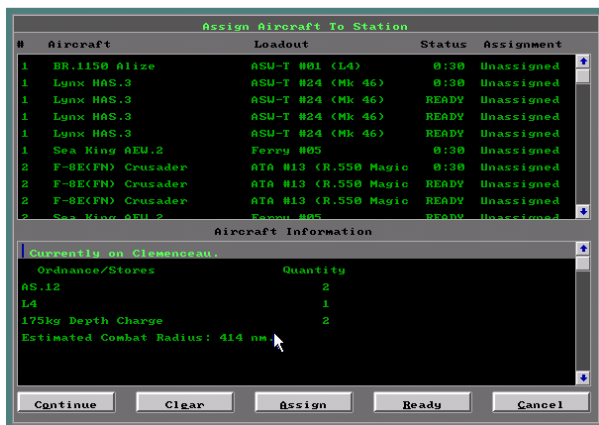 Assign Aircraft To Station
# Aircraft Loadout Status Assignment
1 BR.1150 Alize ASW-T #01 (L4) 0:30 Unassigned
1 Lynx HAS.3 ASW-T #24 (Mk 46) 0:30 Unassigned
1 Lynx HAS.3 ASW-T #24 (Mk 46) READY Unassigned
1 Lynx HAS.3 ASW-T #24 (Mk 46) READY Unassigned
1 Lynx HAS.3 ASW-T #24 (Mk 46) READY Unassigned
1 Sea King AEW.2 Ferry #05 0:30 Unassigned
2 F-8E(FN) Crusader ATA #13 (R.550 Magic 0:30 Unassigned
2 F-8E(FN) Crusader ATA #13 (R.550 Magic READY Unassigned
2 F-8E(FN) Crusader ATA #13 (R.550 Magic READY Unassigned
2 Sea King AEW.2 Ferry #05 READY Unassigned
Aircraft Information
Currently on Clemenceau.
Ordnance/Stores Quantity
AS.12 2
L4 1
175kg Depth Charge 2
Estimated Combat Radius: 414 nm.
Continue Clear Assign Ready Cancel